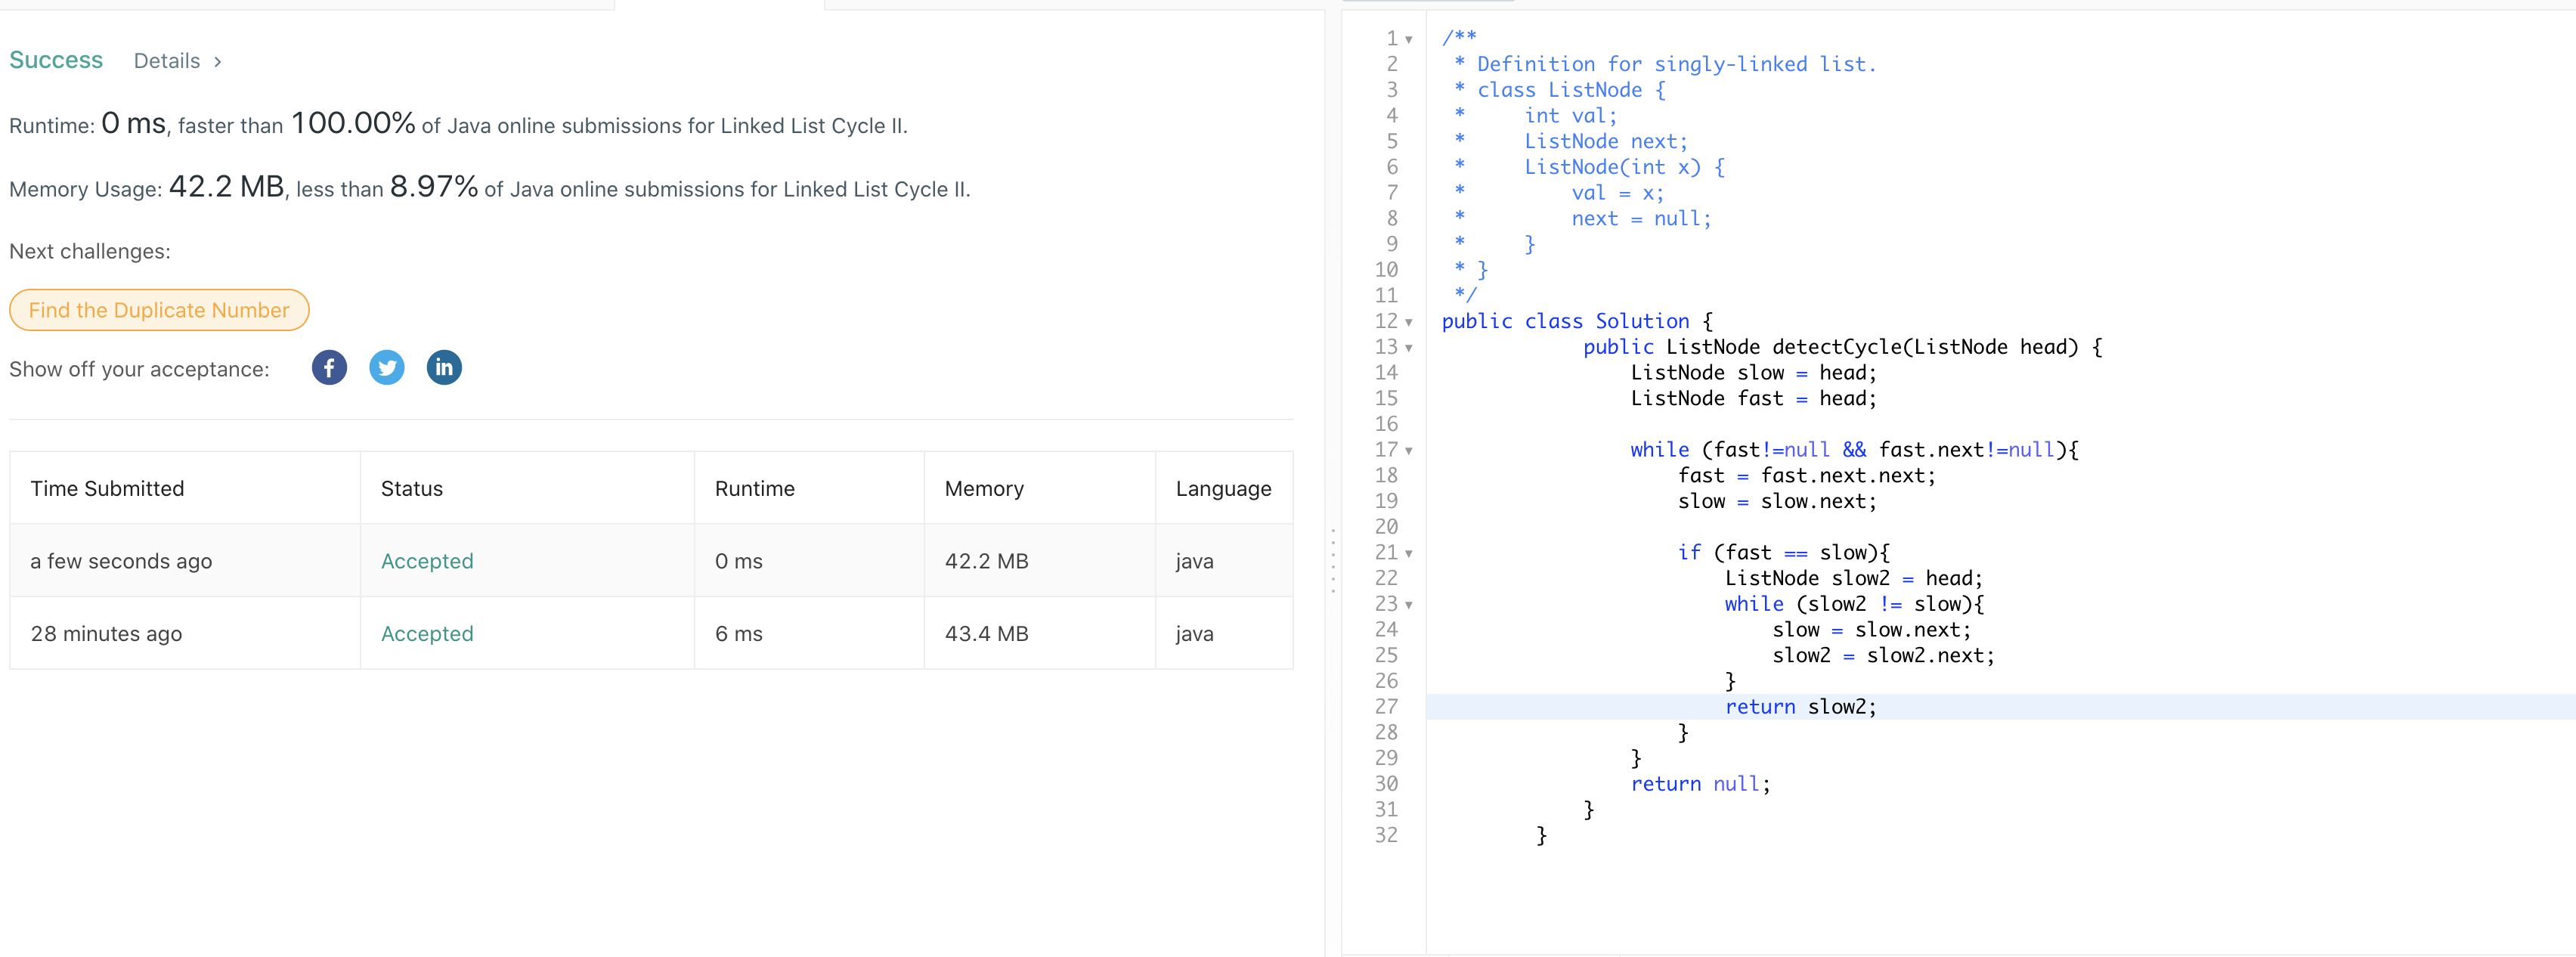 Success Details >
Runtime: 0 ms, faster than 100.00% of Java online submissions for Linked List Cycle II.
Memory Usage: 42.2 MB, less than 8.97% of Java online submissions for Linked List Cycle II.
Next challenges:
Find the Duplicate Number
Show off your acceptance: f in
Time Submitted Status Runtime Memory Language
a few seconds ago Accepted 0 ms 42.2 MB java
28 minutes ago Accepted 6 ms 43.4 MB java
1 /**
2  * Definition for singly-linked list.
3  * class ListNode {
4  *     int val;
5  *     ListNode next;
6  *     ListNode(int x) {
7  *         val = x;
8  *         next = null;
9  *     }
10  * }
11  */
12 public class Solution {
13             public ListNode detectCycle(ListNode head) {
14                 ListNode slow = head;
15                 ListNode fast = head;
16
17                 while (fast!=null && fast.next!=null){
18                     fast = fast.next.next;
19                     slow = slow.next;
20
21                     if (fast == slow){
22                         ListNode slow2 = head;
23                         while (slow2 != slow){
24                             slow = slow.next;
25                             slow2 = slow2.next;
26                         }
27                         return slow2;
28                     }
29                 }
30                 return null;
31             }
32         }